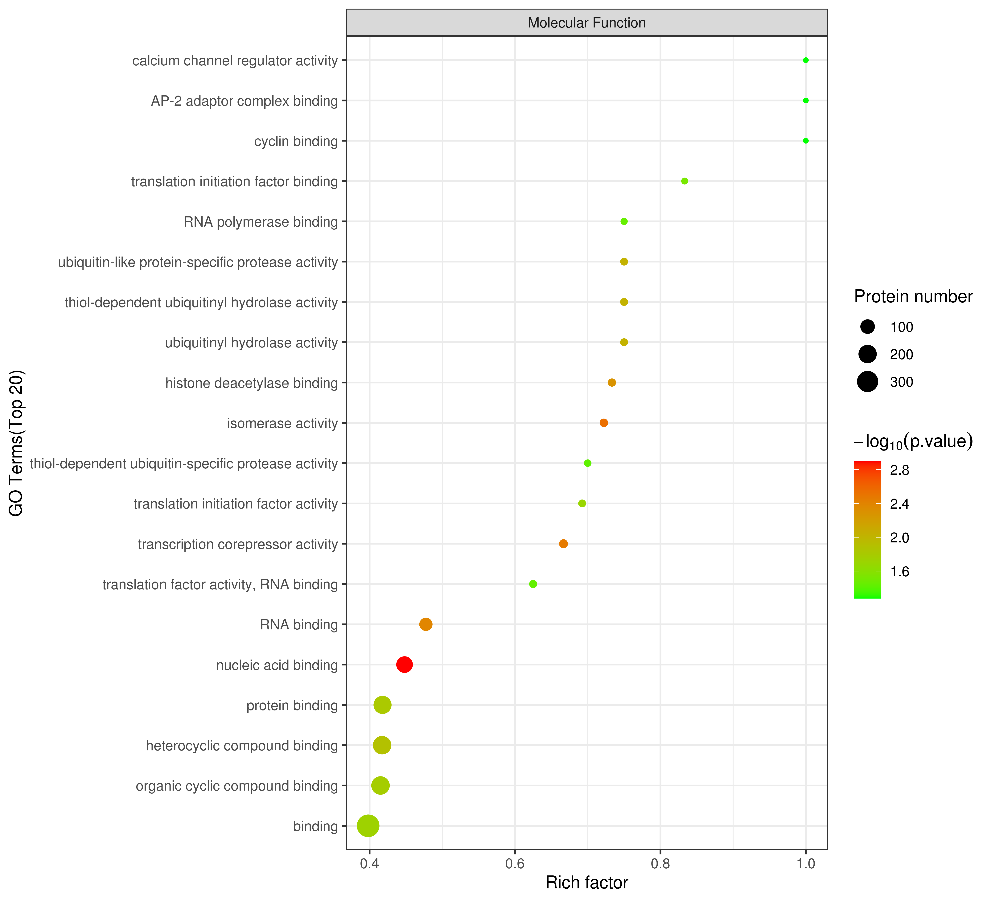 Molecular Function
calcium channel regulator activity
AP-2 adaptor complex binding
cyclin binding
translation initiation factor binding
RNA polymerase binding
ubiquitin-like protein-specific protease activity
thiol-dependent ubiquitinyl hydrolase activity
ubiquitinyl hydrolase activity
histone deacetylase binding
isomerase activity
thiol-dependent ubiquitin-specific protease activity
translation initiation factor activity
transcription corepressor activity
translation factor activity, RNA binding
RNA binding
nucleic acid binding
protein binding
heterocyclic compound binding
organic cyclic compound binding
binding
GO Terms(Top 20)
0.4 0.6 0.8 1.0
Rich factor
Protein number
100
200
300
−log10(p.value)
2.8
2.4
2.0
1.6